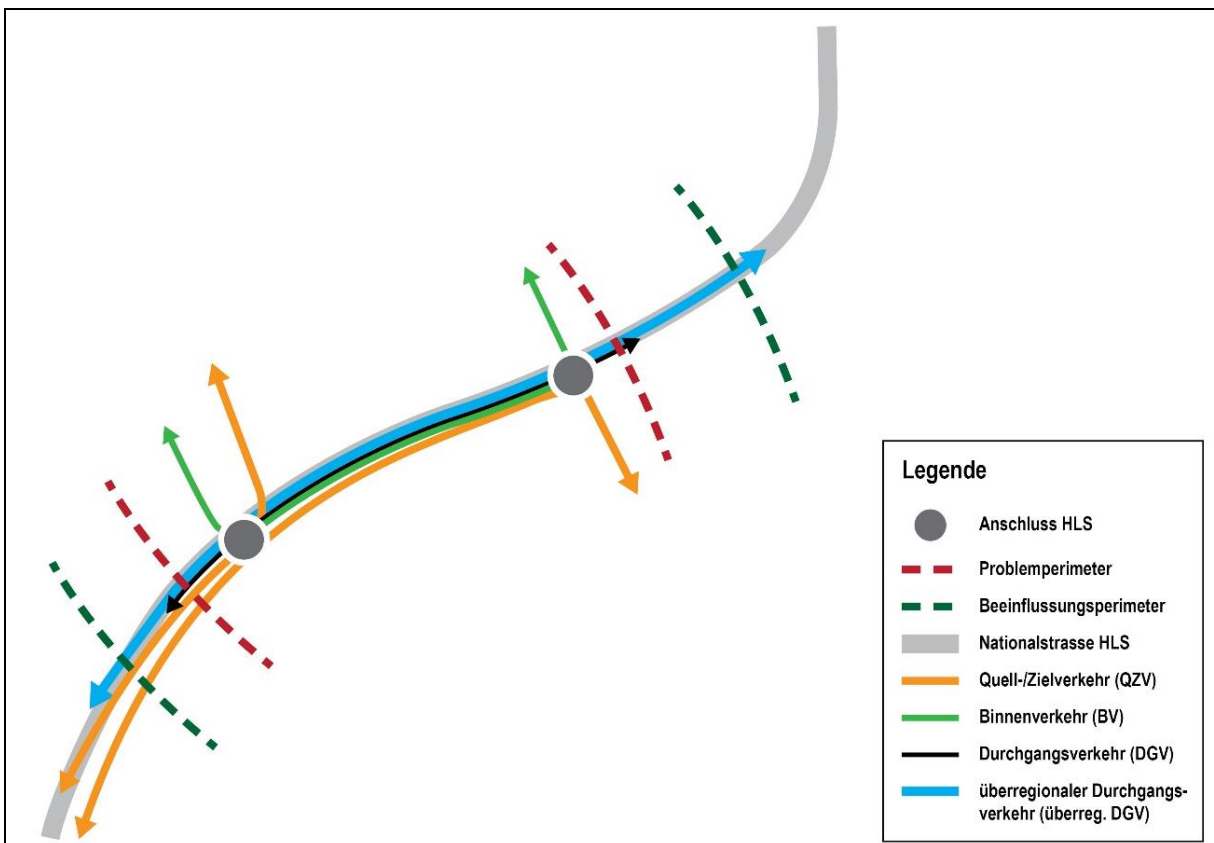 Legende
Anschluss HLS
Problemperimeter
Beeinflussungsperimeter
Nationalstrasse HLS
Quell-/Zielverkehr (QZV)
Binnenverkehr (BV)
Durchgangsverkehr (DGV)
überregionaler Durchgangs-
verkehr (überreg. DGV)